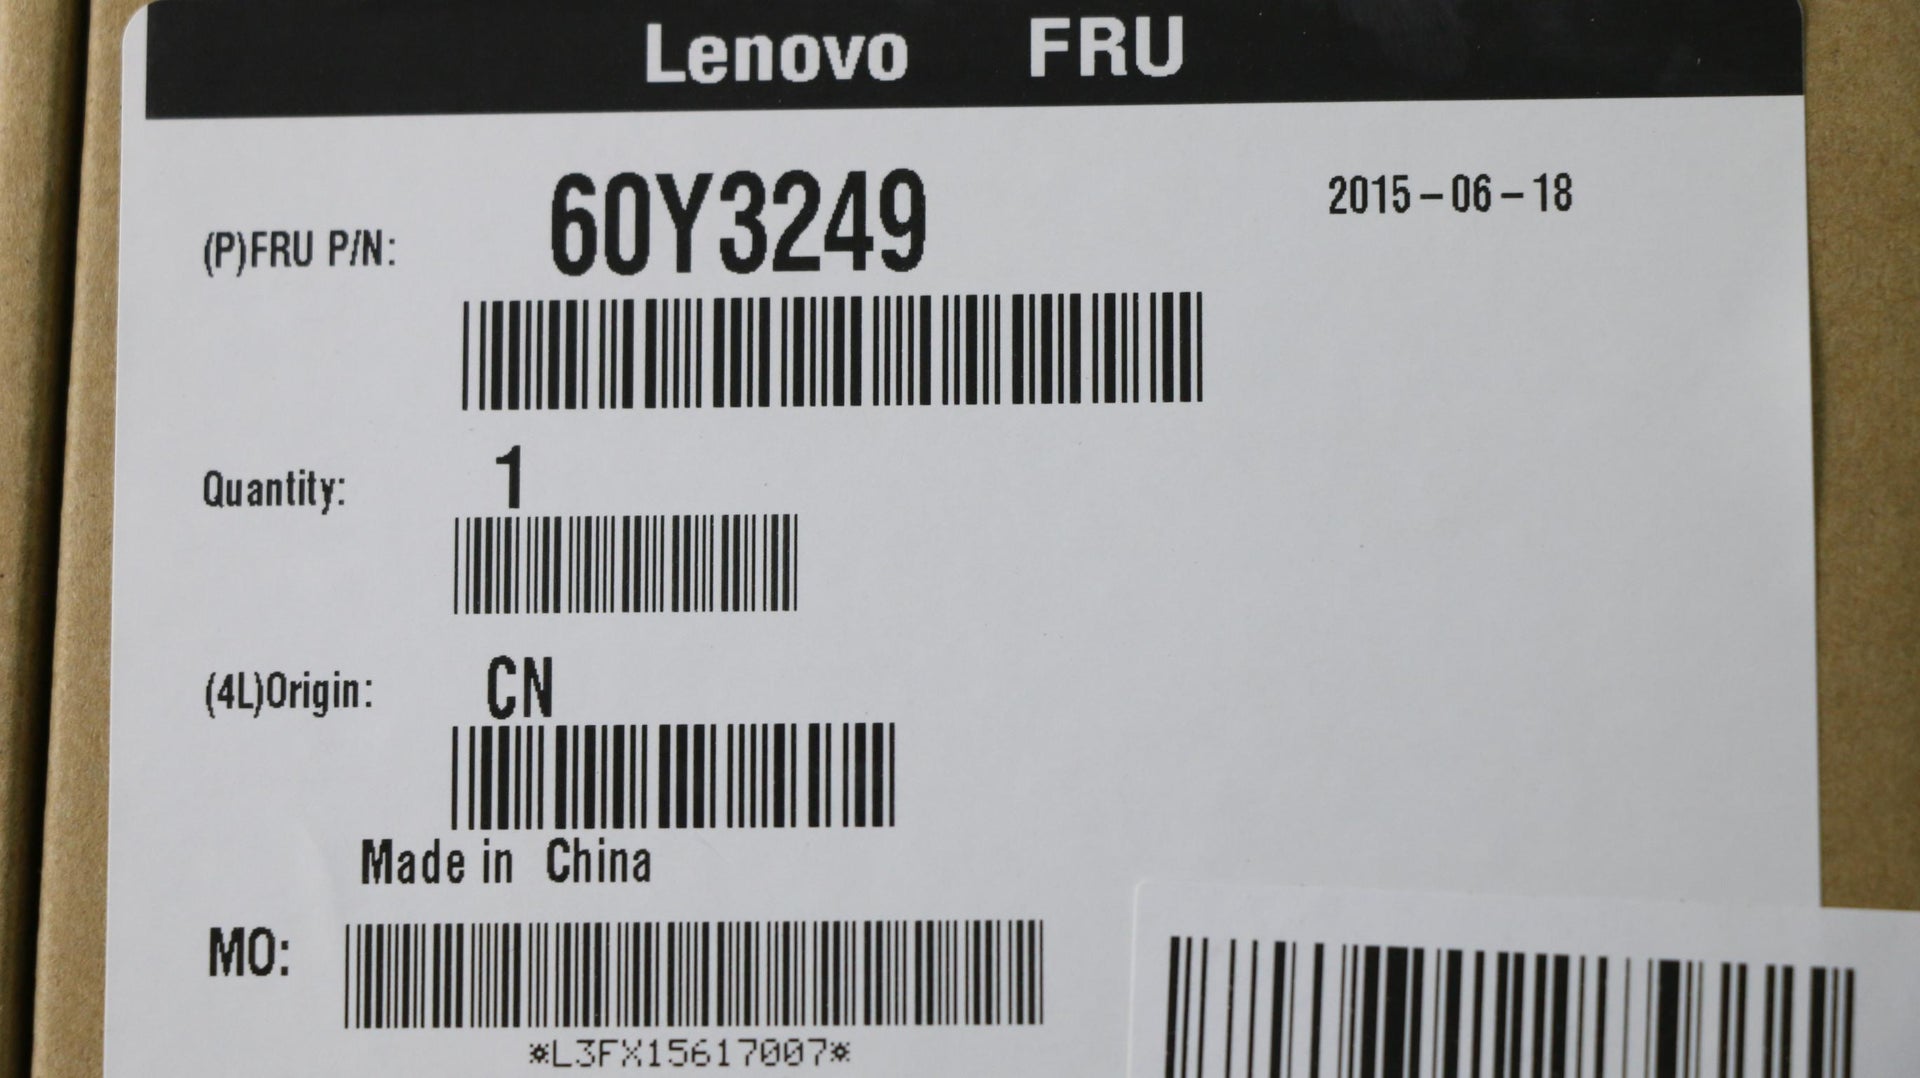 Lenovo FRU
(P)FRU P/N: 60Y3249 2015-06-18
Quantity: 1
(4L)Origin: CN
Made in China
MO:
*L3FX15617007*